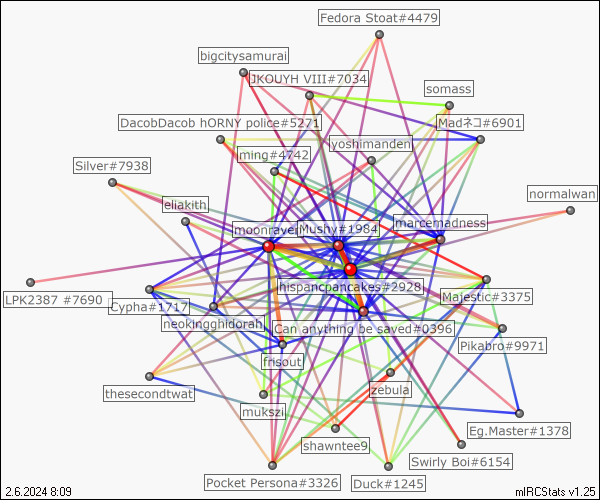 Fedora Stoat#4479
bigcitysamurai
JKOUYH VIII#7034
somass
DacobDacob hORNY police#5271
Madネコ#6901
yoshimanden
ming#4742
Silver#7938
normalwan
eliakith
moonraven
Mushy#1984
marcemadness
hispancpancakes#2928
LPK2387 #7690
Cypha#1717
Majestic#3375
neokingghidorah
Can anything be saved#0396
Pikabro#9971
frisout
thesecondtwat
zebula
mukszi
Eg.Master#1378
shawntee9
Swirly Boi#6154
Pocket Persona#3326
Duck#1245
2.6.2024 8:09
mIRCStats v1.25